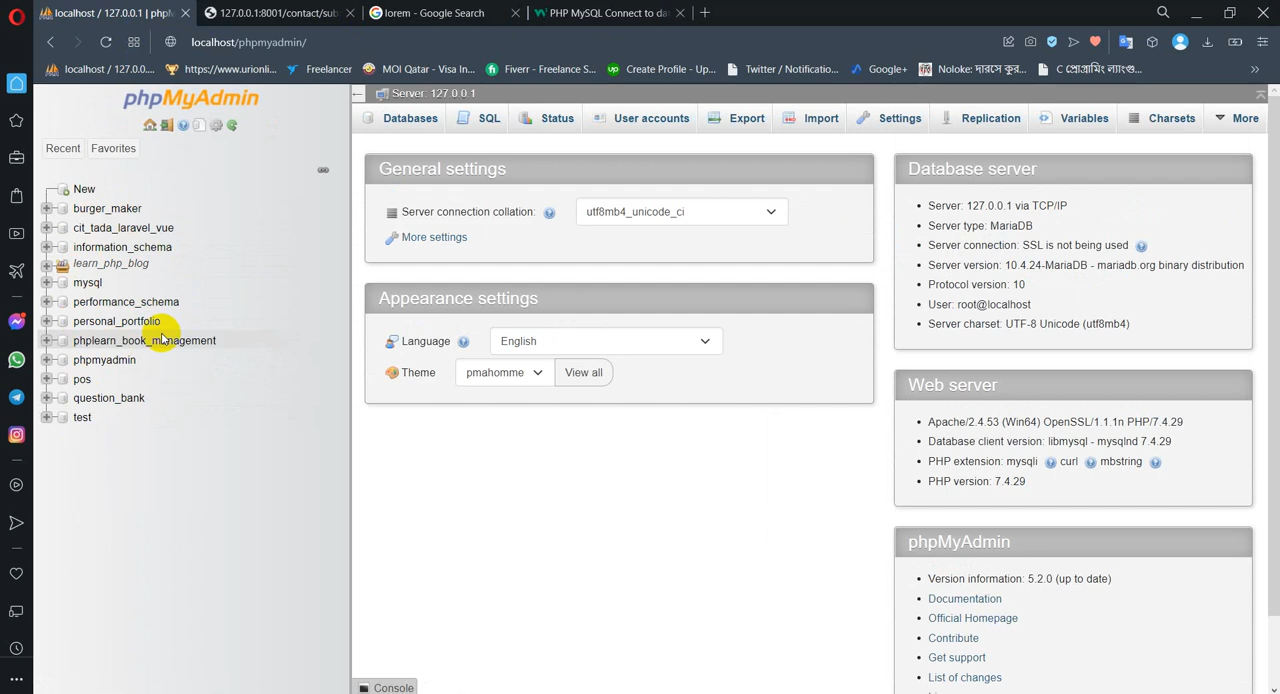 localhost / 127.0.0.1 | phpM
127.0.0.1:8001/contact/sub
lorem - Google Search
PHP MySQL Connect to da
localhost/phpmyadmin/
localhost / 127.0.0....
https://www.urionli...
Freelancer
MOI Qatar - Visa In...
Fiverr - Freelance S...
Create Profile - Up...
Twitter / Notificatio...
Google+
Noloke: দারসে কুর...
C প্রোগ্রামিং ল্যাংগু...
phpMyAdmin
Recent
Favorites
New
burger_maker
cit_tada_laravel_vue
information_schema
learn_php_blog
mysql
performance_schema
personal_portfolio
phplearn_book_management
phpmyadmin
pos
question_bank
test
Server: 127.0.0.1
Databases
SQL
Status
User accounts
Export
Import
Settings
Replication
Variables
Charsets
More
General settings
Server connection collation:
utf8mb4_unicode_ci
More settings
Appearance settings
Language
English
Theme
pmahomme
View all
Database server
Server: 127.0.0.1 via TCP/IP
Server type: MariaDB
Server connection: SSL is not being used
Server version: 10.4.24-MariaDB - mariadb.org binary distribution
Protocol version: 10
User: root@localhost
Server charset: UTF-8 Unicode (utf8mb4)
Web server
Apache/2.4.53 (Win64) OpenSSL/1.1.1n PHP/7.4.29
Database client version: libmysql - mysqlnd 7.4.29
PHP extension: mysqli curl mbstring
PHP version: 7.4.29
phpMyAdmin
Version information: 5.2.0 (up to date)
Documentation
Official Homepage
Contribute
Get support
List of changes
Console